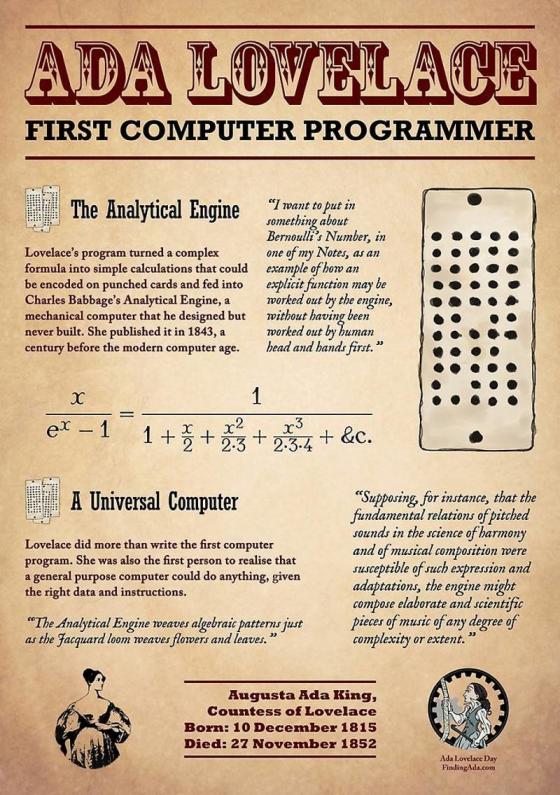 ADA LOVELACE
FIRST COMPUTER PROGRAMMER
The Analytical Engine
Lovelace's program turned a complex
formula into simple calculations that could
be encoded on punched cards and fed into
Charles Babbage's Analytical Engine, a
mechanical computer that he designed but
never built. She published it in 1843, a
century before the modern computer age.
“I want to put in
something about
Bernoulli's Number, in
one of my Notes, as an
example of how an
explicit function may be
worked out by the engine,
without having been
worked out by human
head and hands first.”
x / (eˣ − 1) = 1 / (1 + x/2 + x²/2·3 + x³/2·3·4 + &c.)
A Universal Computer
Lovelace did more than write the first computer
program. She was also the first person to realise that
a general purpose computer could do anything, given
the right data and instructions.
“The Analytical Engine weaves algebraic patterns just
as the Jacquard loom weaves flowers and leaves.”
“Supposing, for instance, that the
fundamental relations of pitched
sounds in the science of harmony
and of musical composition were
susceptible of such expression and
adaptations, the engine might
compose elaborate and scientific
pieces of music of any degree of
complexity or extent.”
Augusta Ada King,
Countess of Lovelace
Born: 10 December 1815
Died: 27 November 1852
Ada Lovelace Day
FindingAda.com